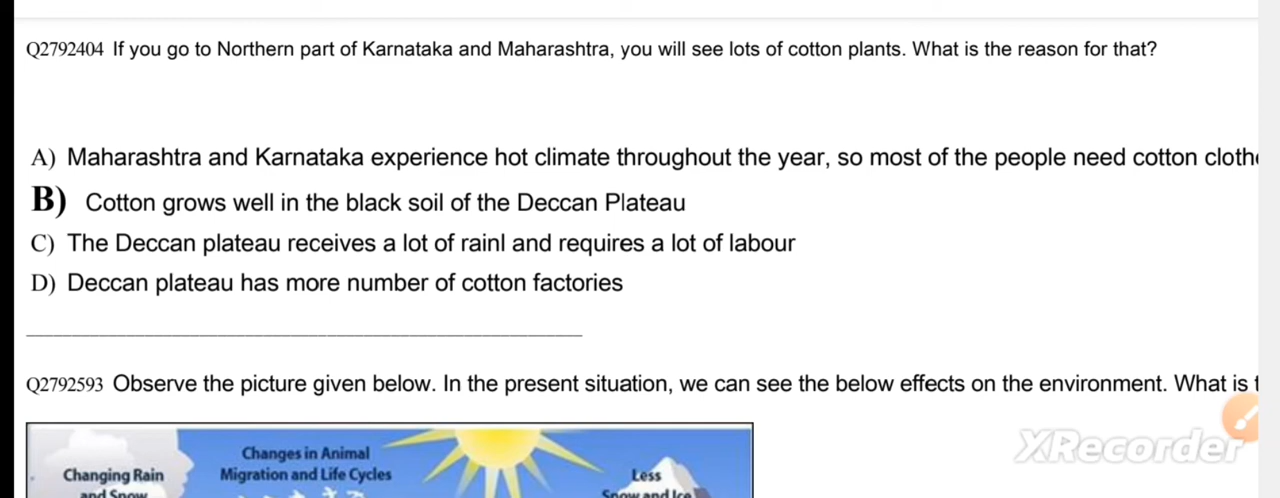 Q2792404 If you go to Northern part of Karnataka and Maharashtra, you will see lots of cotton plants. What is the reason for that?
A) Maharashtra and Karnataka experience hot climate throughout the year, so most of the people need cotton
B) Cotton grows well in the black soil of the Deccan Plateau
C) The Deccan plateau receives a lot of rainl and requires a lot of labour
D) Deccan plateau has more number of cotton factories
Q2792593 Observe the picture given below. In the present situation, we can see the below effects on the environment. What is
Changes in Animal
Migration and Life Cycles
Changing Rain
and Snow
Less
Snow and Ice
XRecorder